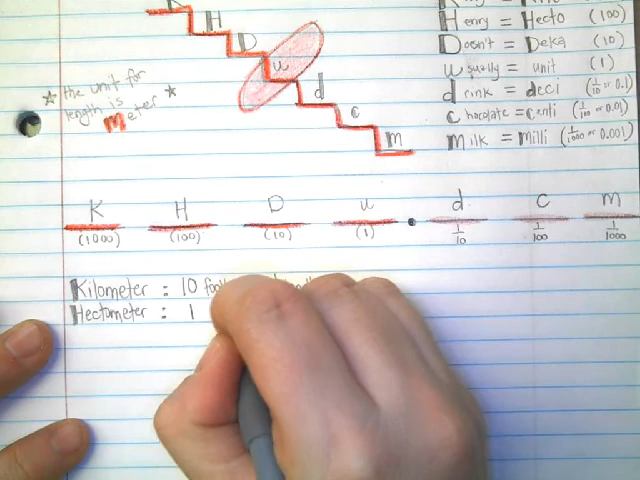 K
H
D
u
d
c
m
☆ the unit for ☆
length is
meter
Henry = Hecto (100)
Doesn't = Deka (10)
usually = unit (1)
drink = deci (1/10 or 0.1)
chocolate = centi (1/100 or 0.01)
milk = milli (1/1000 or 0.001)
K H D u . d c m
(1000) (100) (10) (1) 1/10 1/100 1/1000
Kilometer : 10
Hectometer : 1